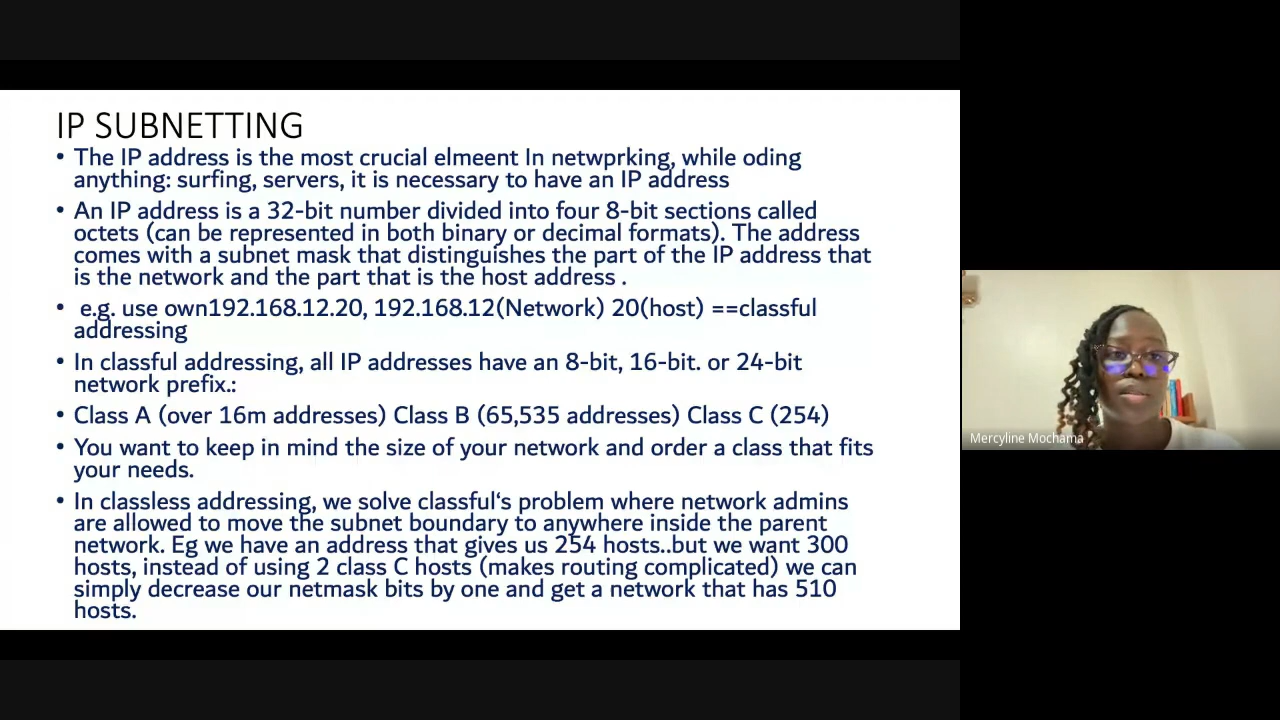 IP SUBNETTING
• The IP address is the most crucial elmeent In netwprking, while oding
anything: surfing, servers, it is necessary to have an IP address
• An IP address is a 32-bit number divided into four 8-bit sections called
octets (can be represented in both binary or decimal formats). The address
comes with a subnet mask that distinguishes the part of the IP address that
is the network and the part that is the host address .
• e.g. use own192.168.12.20, 192.168.12(Network) 20(host) ==classful
addressing
• In classful addressing, all IP addresses have an 8-bit, 16-bit. or 24-bit
network prefix.:
• Class A (over 16m addresses) Class B (65,535 addresses) Class C (254)
• You want to keep in mind the size of your network and order a class that fits
your needs.
• In classless addressing, we solve classful‘s problem where network admins
are allowed to move the subnet boundary to anywhere inside the parent
network. Eg we have an address that gives us 254 hosts..but we want 300
hosts, instead of using 2 class C hosts (makes routing complicated) we can
simply decrease our netmask bits by one and get a network that has 510
hosts.
Mercyline Mochama